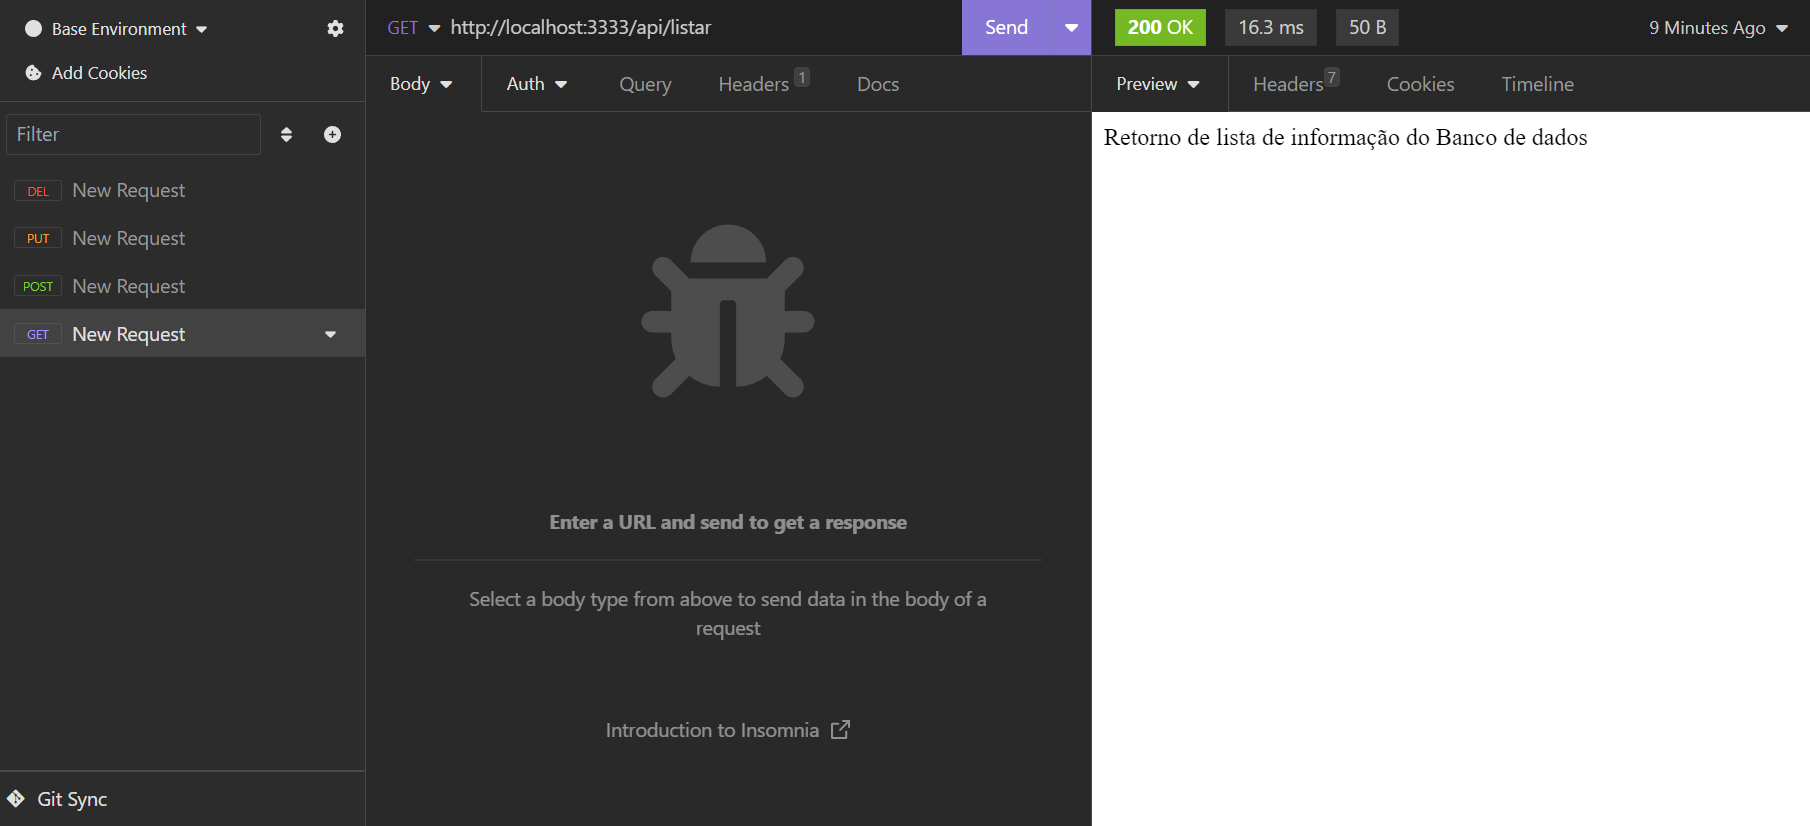 Base Environment
Add Cookies
Filter
DEL New Request
PUT New Request
POST New Request
GET New Request
Git Sync
GET http://localhost:3333/api/listar Send
Body Auth Query Headers 1 Docs
Enter a URL and send to get a response
Select a body type from above to send data in the body of a
request
Introduction to Insomnia
200 OK 16.3 ms 50 B 9 Minutes Ago
Preview Headers 7 Cookies Timeline
Retorno de lista de informação do Banco de dados